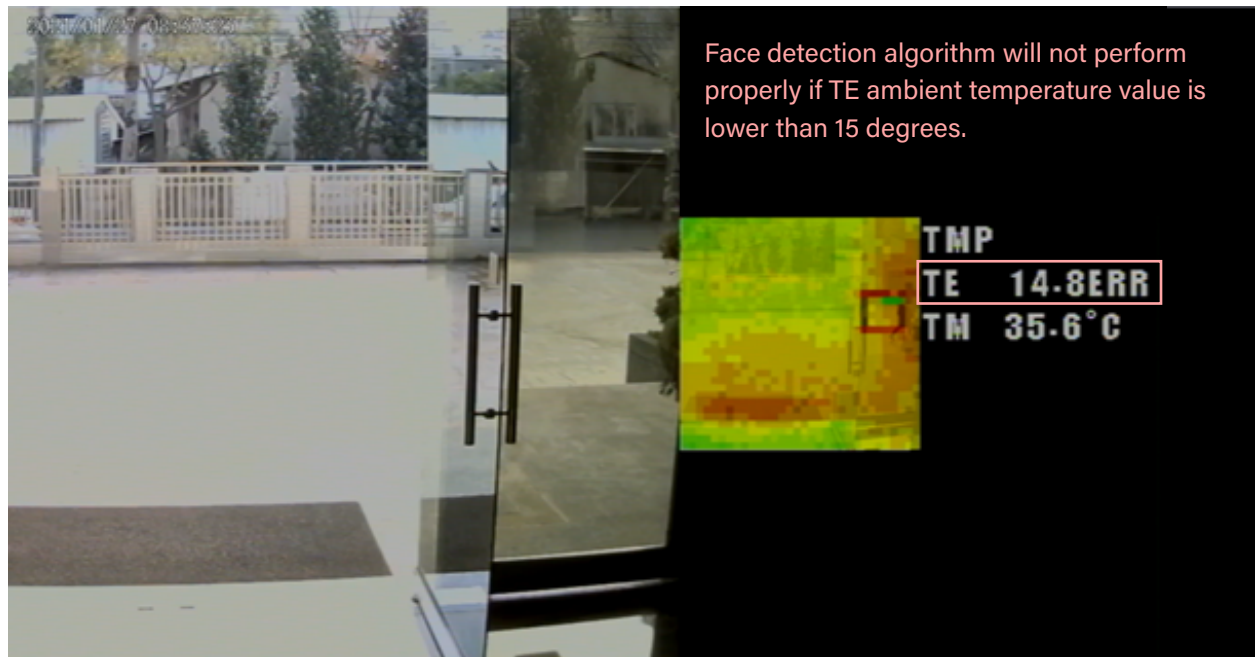 Face detection algorithm will not perform
properly if TE ambient temperature value is
lower than 15 degrees.
TMP
TE 14.8ERR
TM 35.6°C